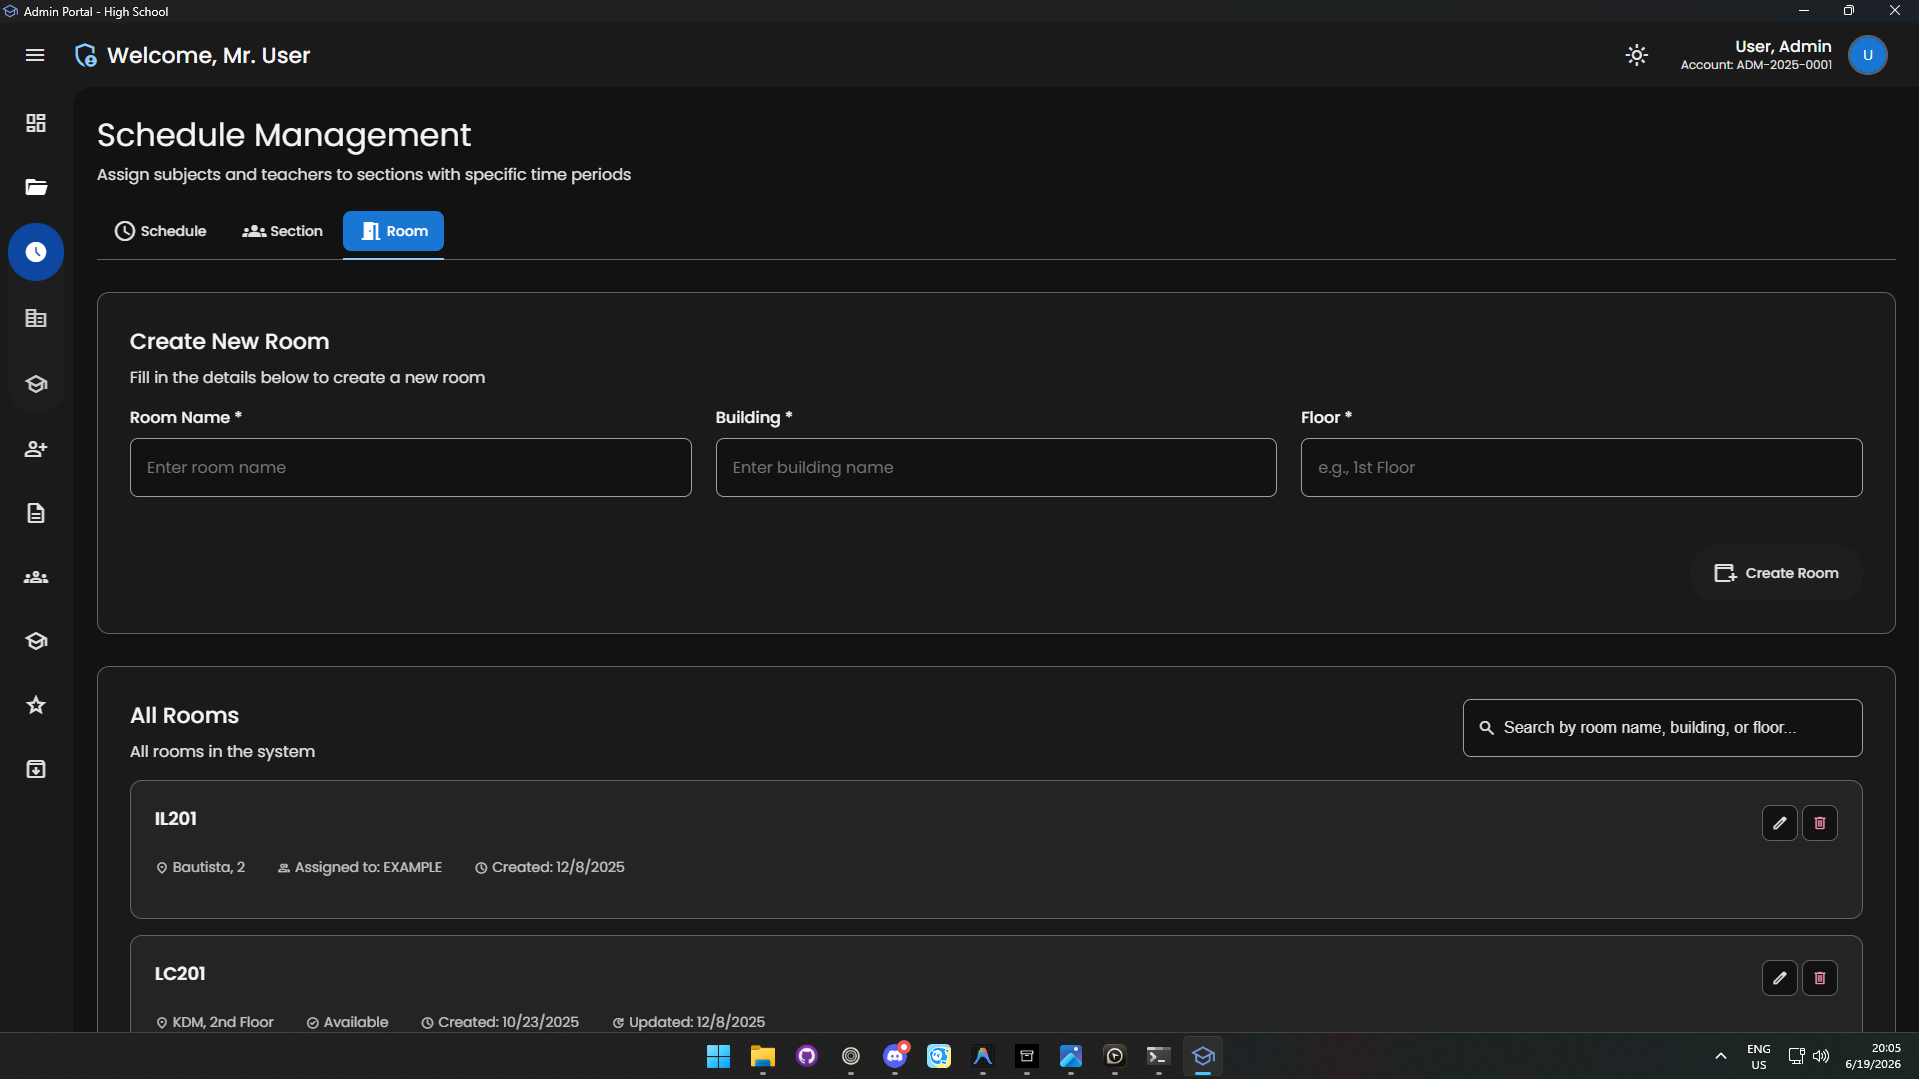 Admin Portal - High School
Welcome, Mr. User
User, Admin
Account: ADM-2025-0001
U
Schedule Management
Assign subjects and teachers to sections with specific time periods
Schedule
Section
Room
Create New Room
Fill in the details below to create a new room
Room Name *
Building *
Floor *
Enter room name
Enter building name
e.g., 1st Floor
Create Room
All Rooms
All rooms in the system
Search by room name, building, or floor...
IL201
Bautista, 2
Assigned to: EXAMPLE
Created: 12/8/2025
LC201
KDM, 2nd Floor
Available
Created: 10/23/2025
Updated: 12/8/2025
ENG
US
20:05
6/19/2026